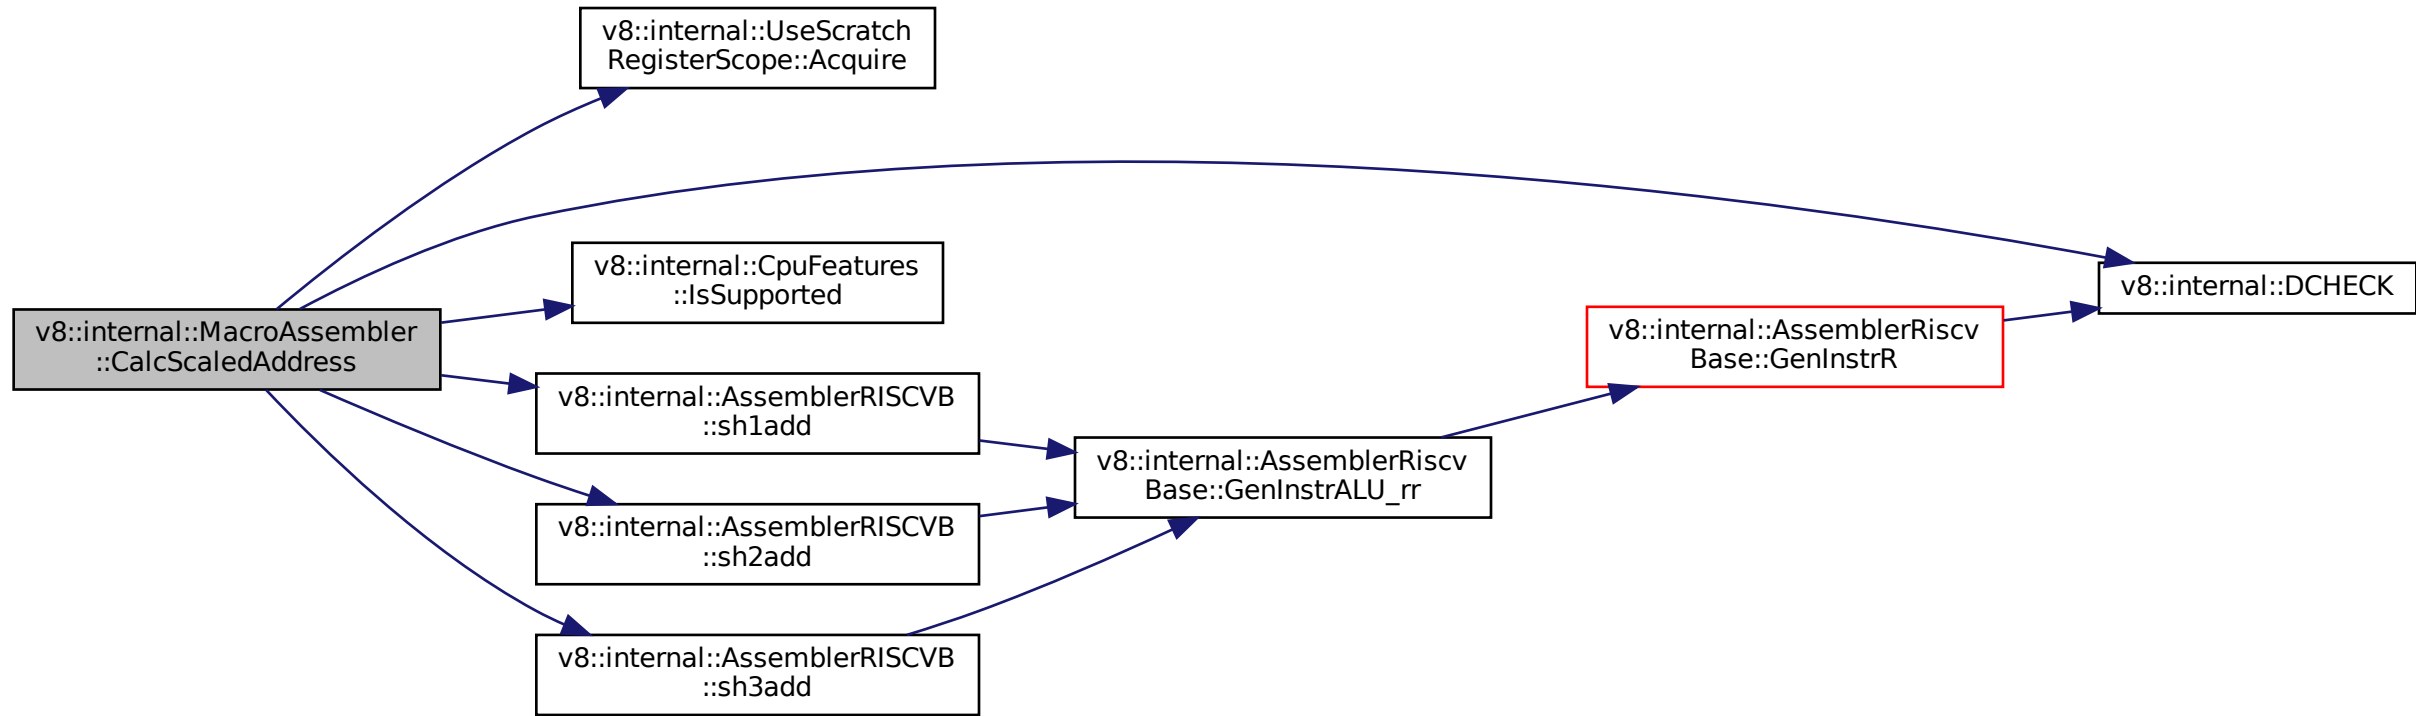 v8::internal::UseScratch
RegisterScope::Acquire
v8::internal::CpuFeatures
::IsSupported
v8::internal::DCHECK
v8::internal::MacroAssembler
::CalcScaledAddress
v8::internal::AssemblerRiscv
Base::GenInstrR
v8::internal::AssemblerRISCVB
::sh1add
v8::internal::AssemblerRiscv
Base::GenInstrALU_rr
v8::internal::AssemblerRISCVB
::sh2add
v8::internal::AssemblerRISCVB
::sh3add